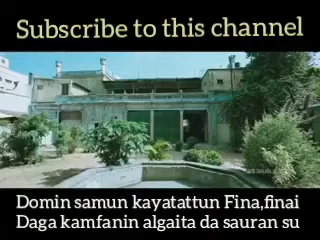 Subscribe to this channel
Domin samun kayatattun Fina,finai
Daga kamfanin algaita da sauran su